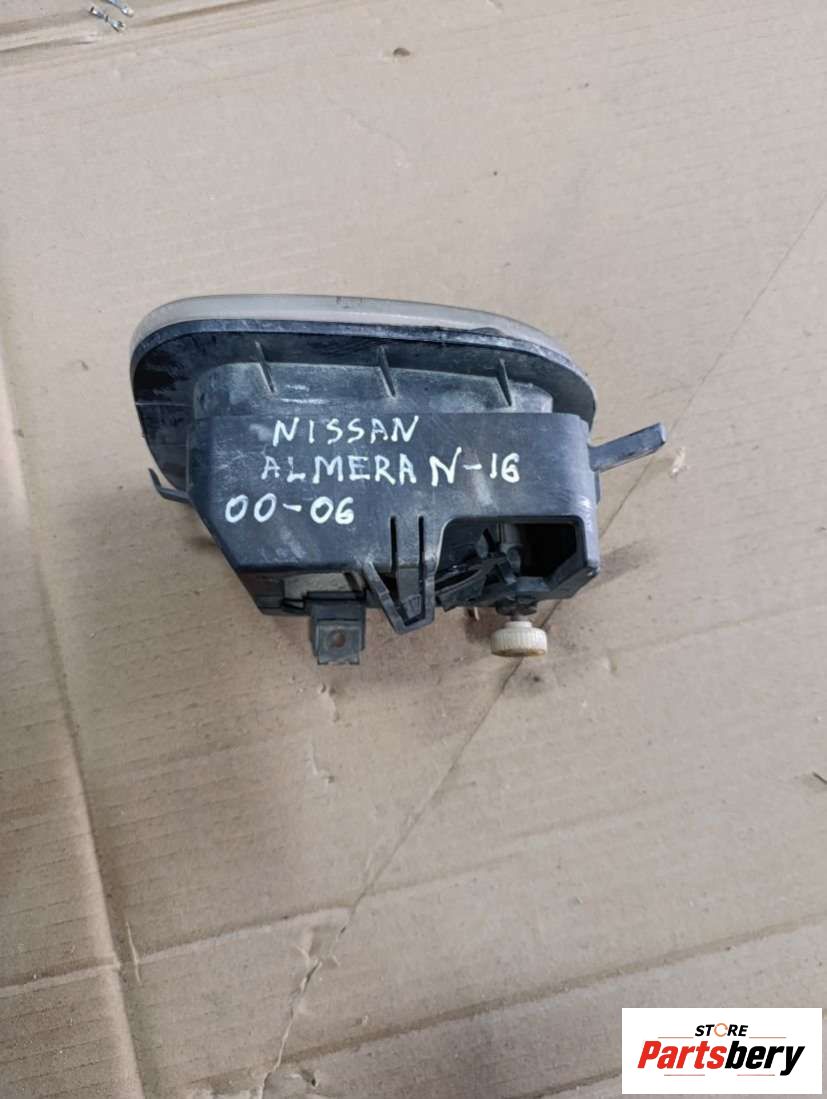 NISSAN
ALMERA N-16
00-06
STORE
Partsbery